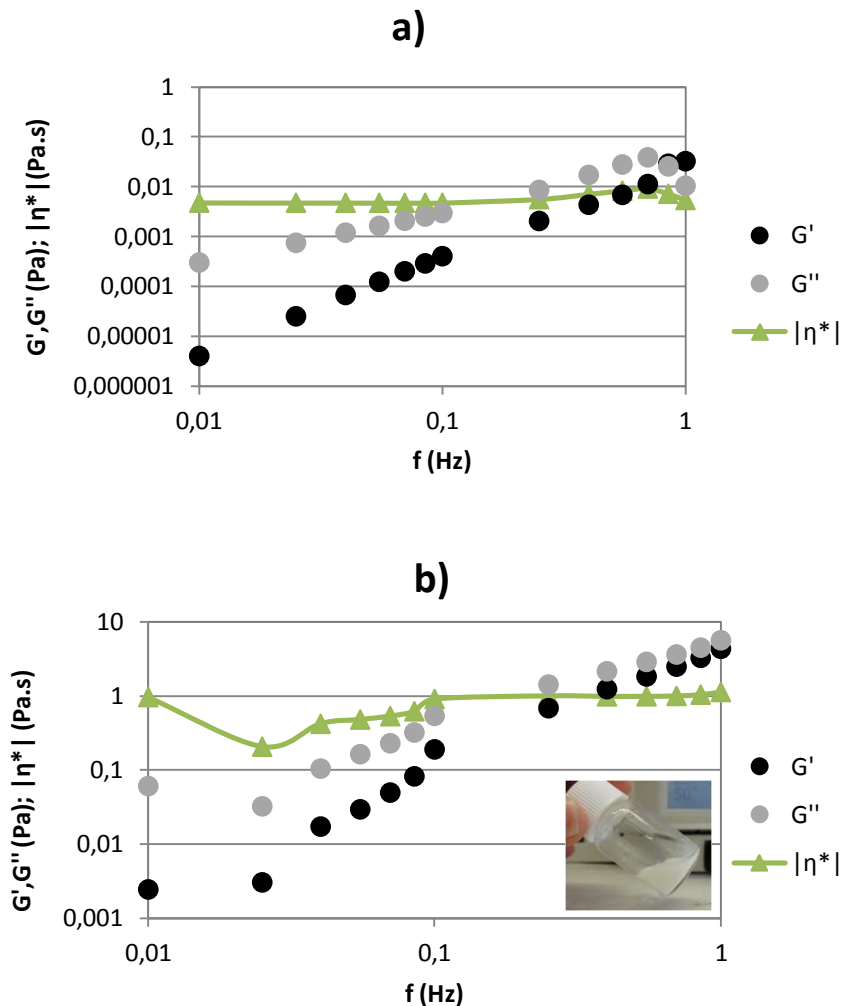 a)
G',G'' (Pa); |η*|(Pa.s)
1
0,1
0,01
0,001
0,0001
0,00001
0,000001
0,01
0,1
1
f (Hz)
G'
G''
|η*|
b)
G',G'' (Pa); |η*| (Pa.s)
10
1
0,1
0,01
0,001
0,01
0,1
1
f (Hz)
G'
G''
|η*|